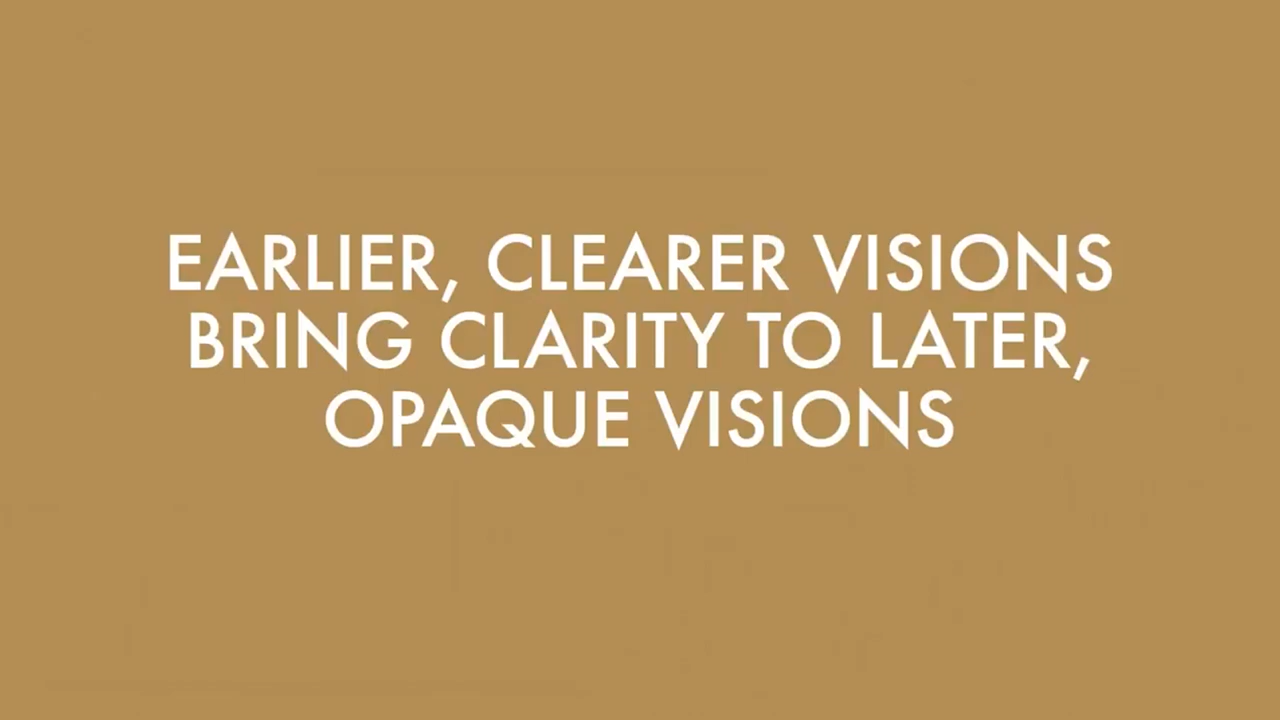 EARLIER, CLEARER VISIONS
BRING CLARITY TO LATER,
OPAQUE VISIONS